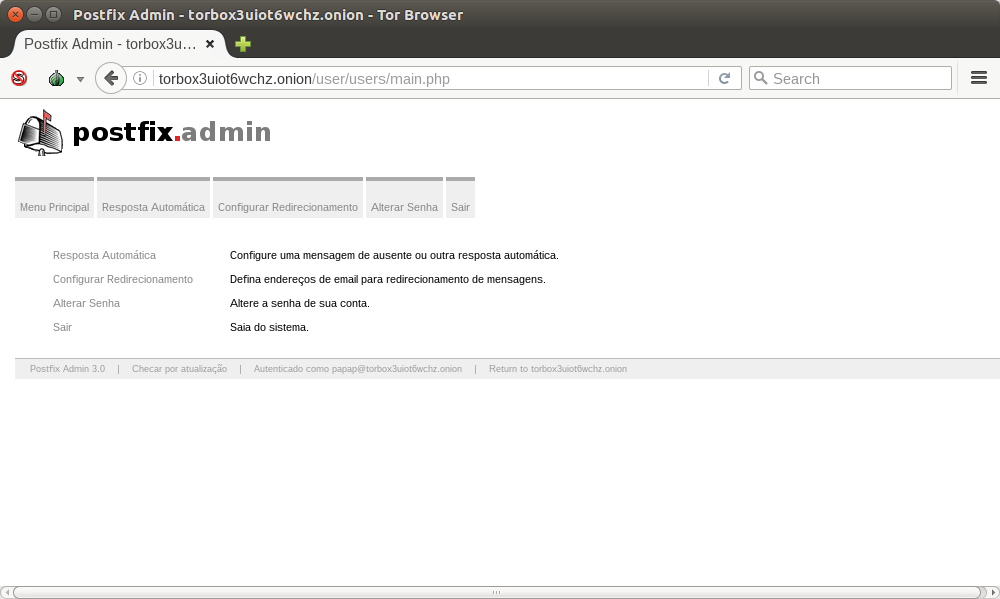 Postfix Admin - torbox3uiot6wchz.onion - Tor Browser
Postfix Admin - torbox3u...
torbox3uiot6wchz.onion/user/users/main.php
Search
postfix.admin
Menu Principal Resposta Automática Configurar Redirecionamento Alterar Senha Sair
Resposta Automática Configure uma mensagem de ausente ou outra resposta automática.
Configurar Redirecionamento Defina endereços de email para redirecionamento de mensagens.
Alterar Senha Altere a senha de sua conta.
Sair Saia do sistema.
Postfix Admin 3.0 | Checar por atualização | Autenticado como papap@torbox3uiot6wchz.onion | Return to torbox3uiot6wchz.onion